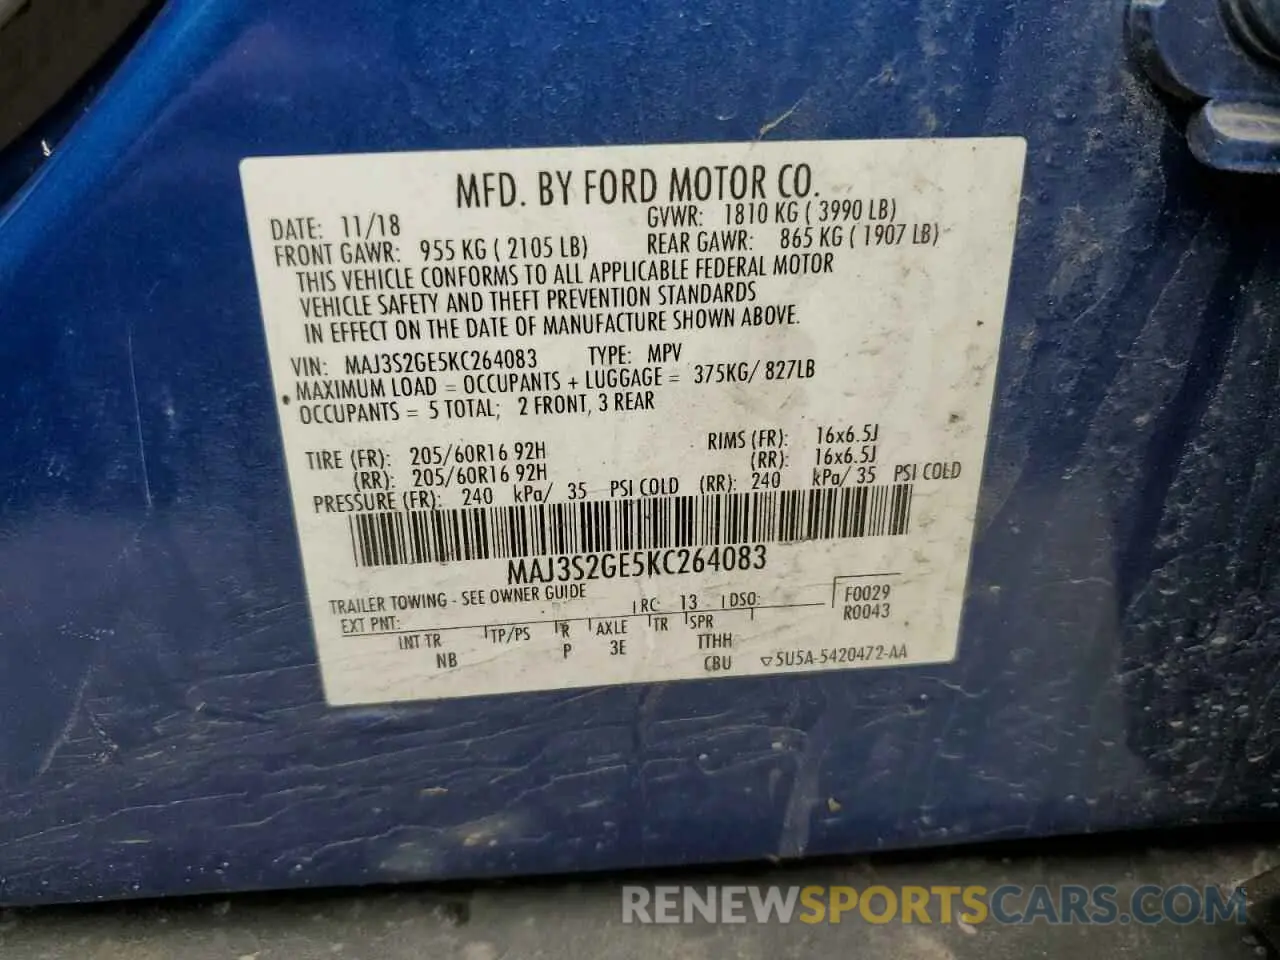 MFD. BY FORD MOTOR CO.
DATE: 11/18 GVWR: 1810 KG ( 3990 LB)
FRONT GAWR: 955 KG ( 2105 LB) REAR GAWR: 865 KG ( 1907 LB)
THIS VEHICLE CONFORMS TO ALL APPLICABLE FEDERAL MOTOR
VEHICLE SAFETY AND THEFT PREVENTION STANDARDS
IN EFFECT ON THE DATE OF MANUFACTURE SHOWN ABOVE.
VIN: MAJ3S2GE5KC264083 TYPE: MPV
MAXIMUM LOAD = OCCUPANTS + LUGGAGE = 375KG/ 827LB
OCCUPANTS = 5 TOTAL; 2 FRONT, 3 REAR
TIRE (FR): 205/60R16 92H RIMS (FR): 16x6.5J
(RR): 205/60R16 92H (RR): 16x6.5J
PRESSURE (FR): 240 kPa/ 35 PSI COLD (RR): 240 kPa/ 35 PSI COLD
MAJ3S2GE5KC264083
TRAILER TOWING - SEE OWNER GUIDE
EXT PNT: RC: 13 DSO: F0029
R0043
INT TR TP/PS R AXLE TR SPR
NB P 3E TTHH
CBU 5U5A-5420472-AA
RENEWSPORTSCARS.COM